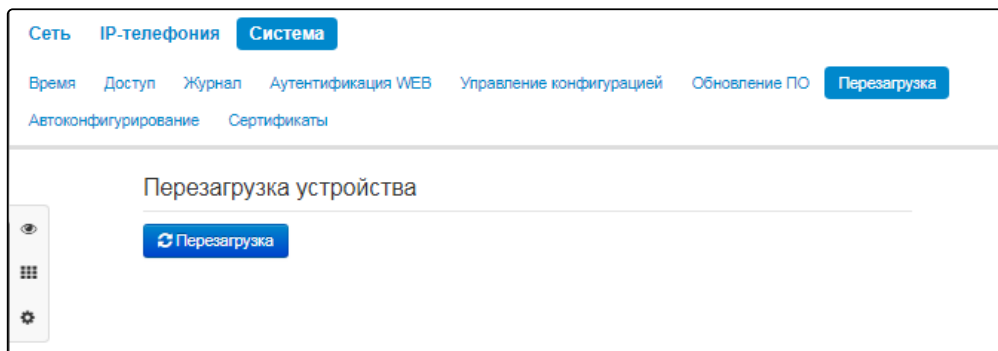 Сеть IP-телефония Система
Время Доступ Журнал Аутентификация WEB Управление конфигурацией Обновление ПО Перезагрузка
Автоконфигурирование Сертификаты
Перезагрузка устройства
Перезагрузка